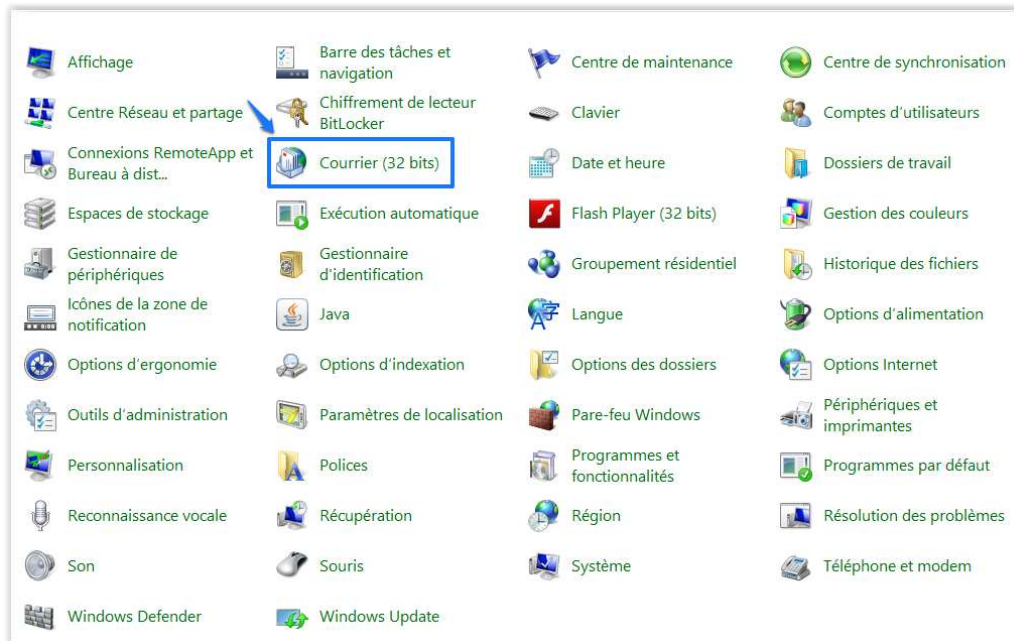 Affichage
Barre des tâches et
navigation
Centre de maintenance
Centre de synchronisation
Centre Réseau et partage
Chiffrement de lecteur
BitLocker
Clavier
Comptes d'utilisateurs
Connexions RemoteApp et
Bureau à dist...
Courrier (32 bits)
Date et heure
Dossiers de travail
Espaces de stockage
Exécution automatique
Flash Player (32 bits)
Gestion des couleurs
Gestionnaire de
périphériques
Gestionnaire
d'identification
Groupement résidentiel
Historique des fichiers
Icônes de la zone de
notification
Java
Langue
Options d'alimentation
Options d'ergonomie
Options d'indexation
Options des dossiers
Options Internet
Outils d'administration
Paramètres de localisation
Pare-feu Windows
Périphériques et
imprimantes
Personnalisation
Polices
Programmes et
fonctionnalités
Programmes par défaut
Reconnaissance vocale
Récupération
Région
Résolution des problèmes
Son
Souris
Système
Téléphone et modem
Windows Defender
Windows Update